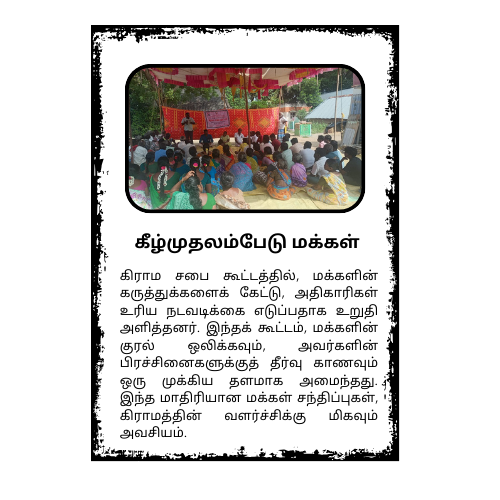 கீழ்முதலம்பேடு மக்கள்
கிராம சபை கூட்டத்தில், மக்களின்
கருத்துக்களைக் கேட்டு, அதிகாரிகள்
உரிய நடவடிக்கை எடுப்பதாக உறுதி
அளித்தனர். இந்தக் கூட்டம், மக்களின்
குரல் ஒலிக்கவும், அவர்களின்
பிரச்சினைகளுக்குத் தீர்வு காணவும்
ஒரு முக்கிய தளமாக அமைந்தது.
இந்த மாதிரியான மக்கள் சந்திப்புகள்,
கிராமத்தின் வளர்ச்சிக்கு மிகவும்
அவசியம்.